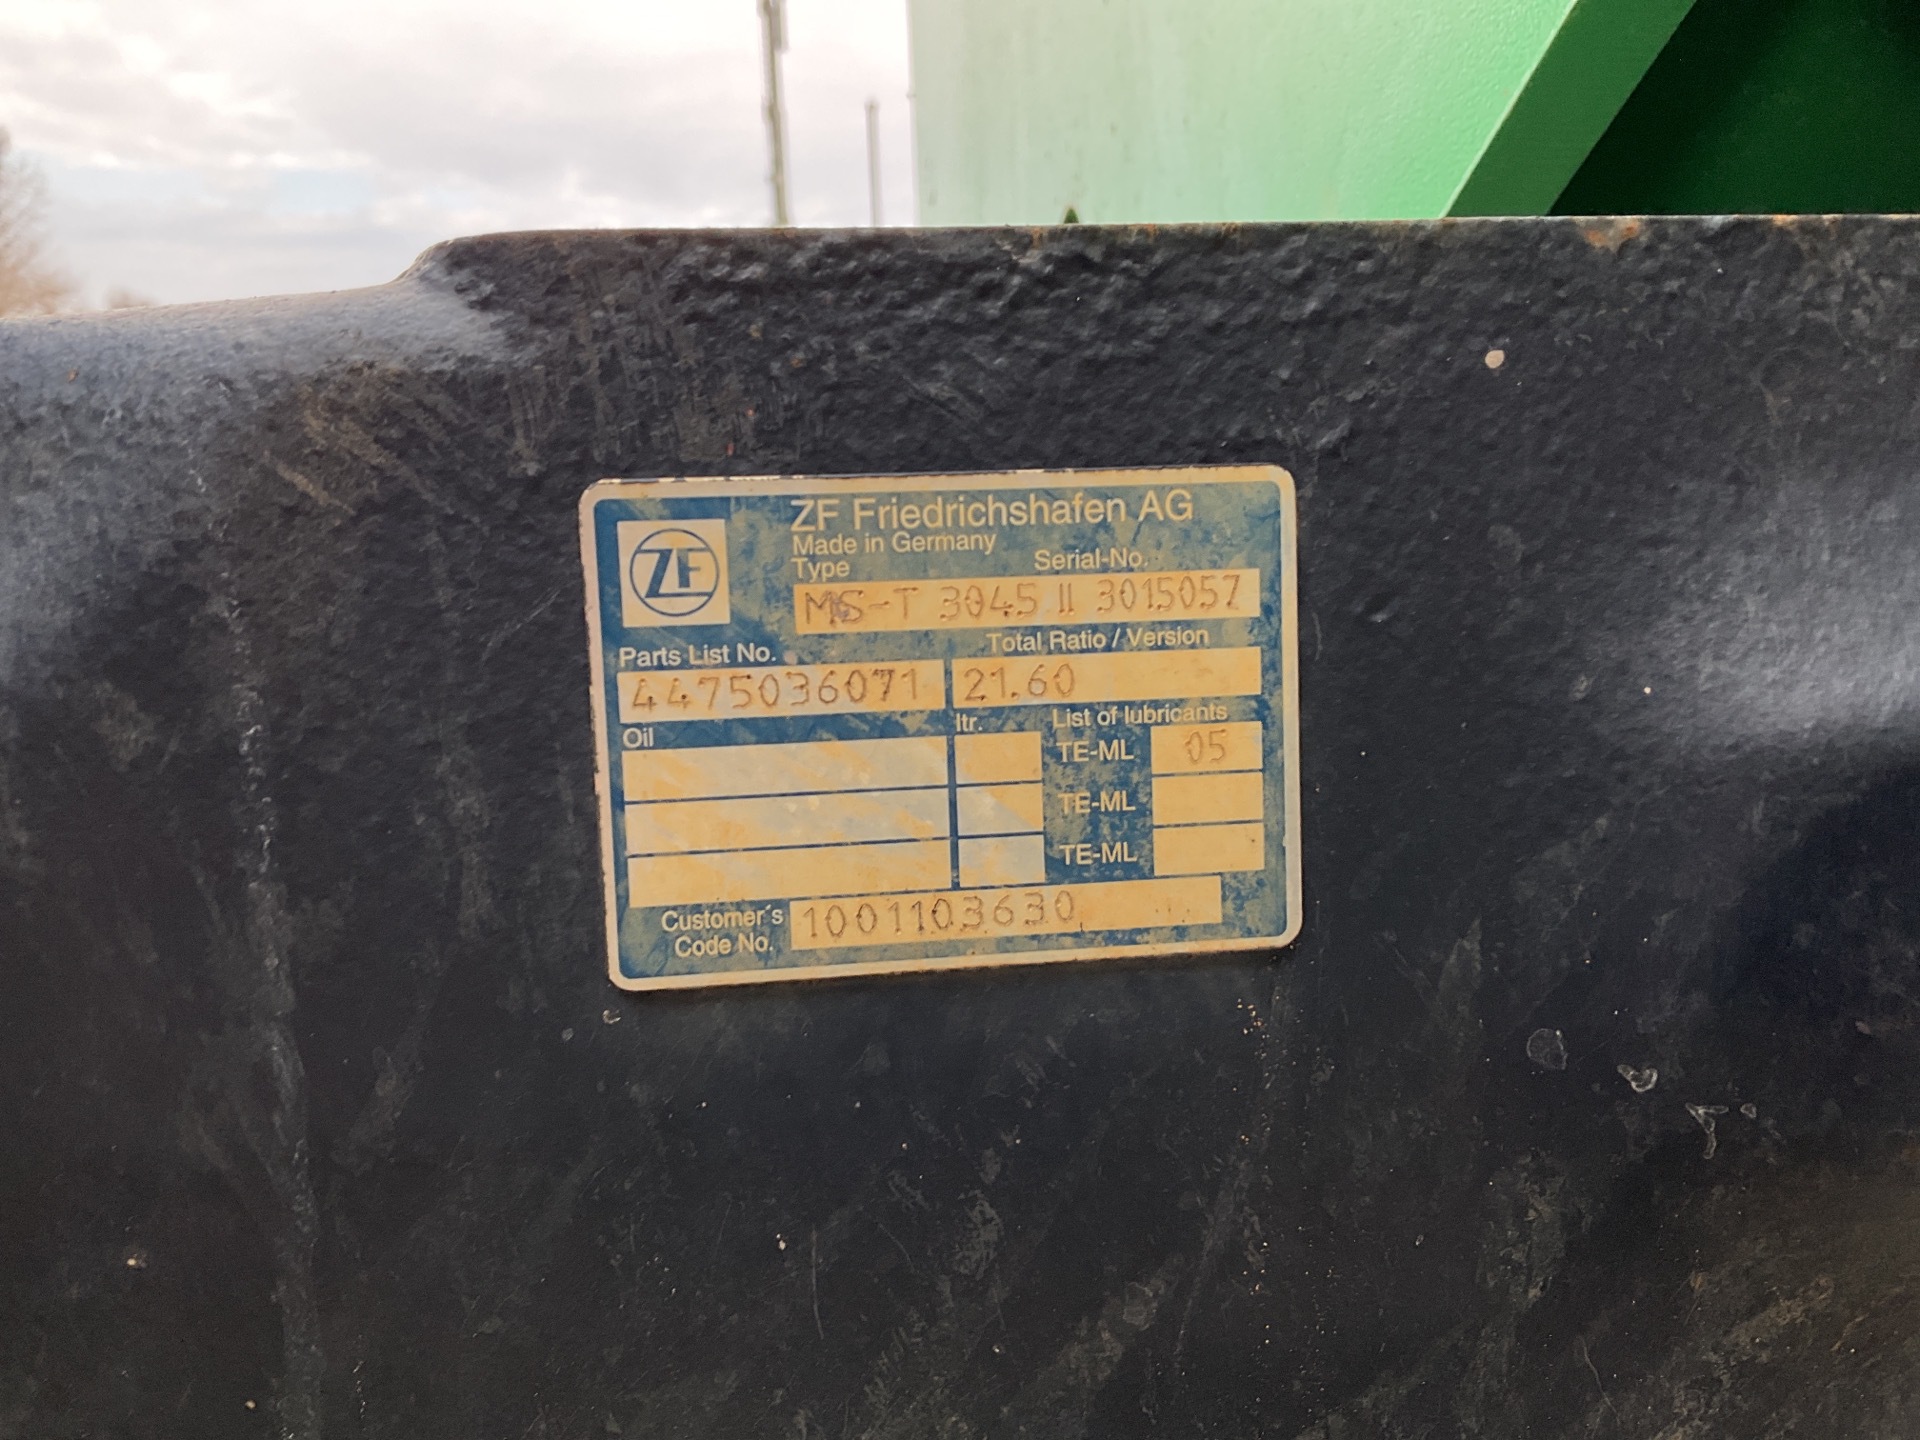 ZF Friedrichshafen AG
Made in Germany
Type Serial-No.
ZF
MS-T 3045 II 3015057
Parts List No. Total Ratio / Version
4475036071 21.60
Oil ltr. List of lubricants
TE-ML 05
TE-ML
TE-ML
Customer's
Code No. 1001103630